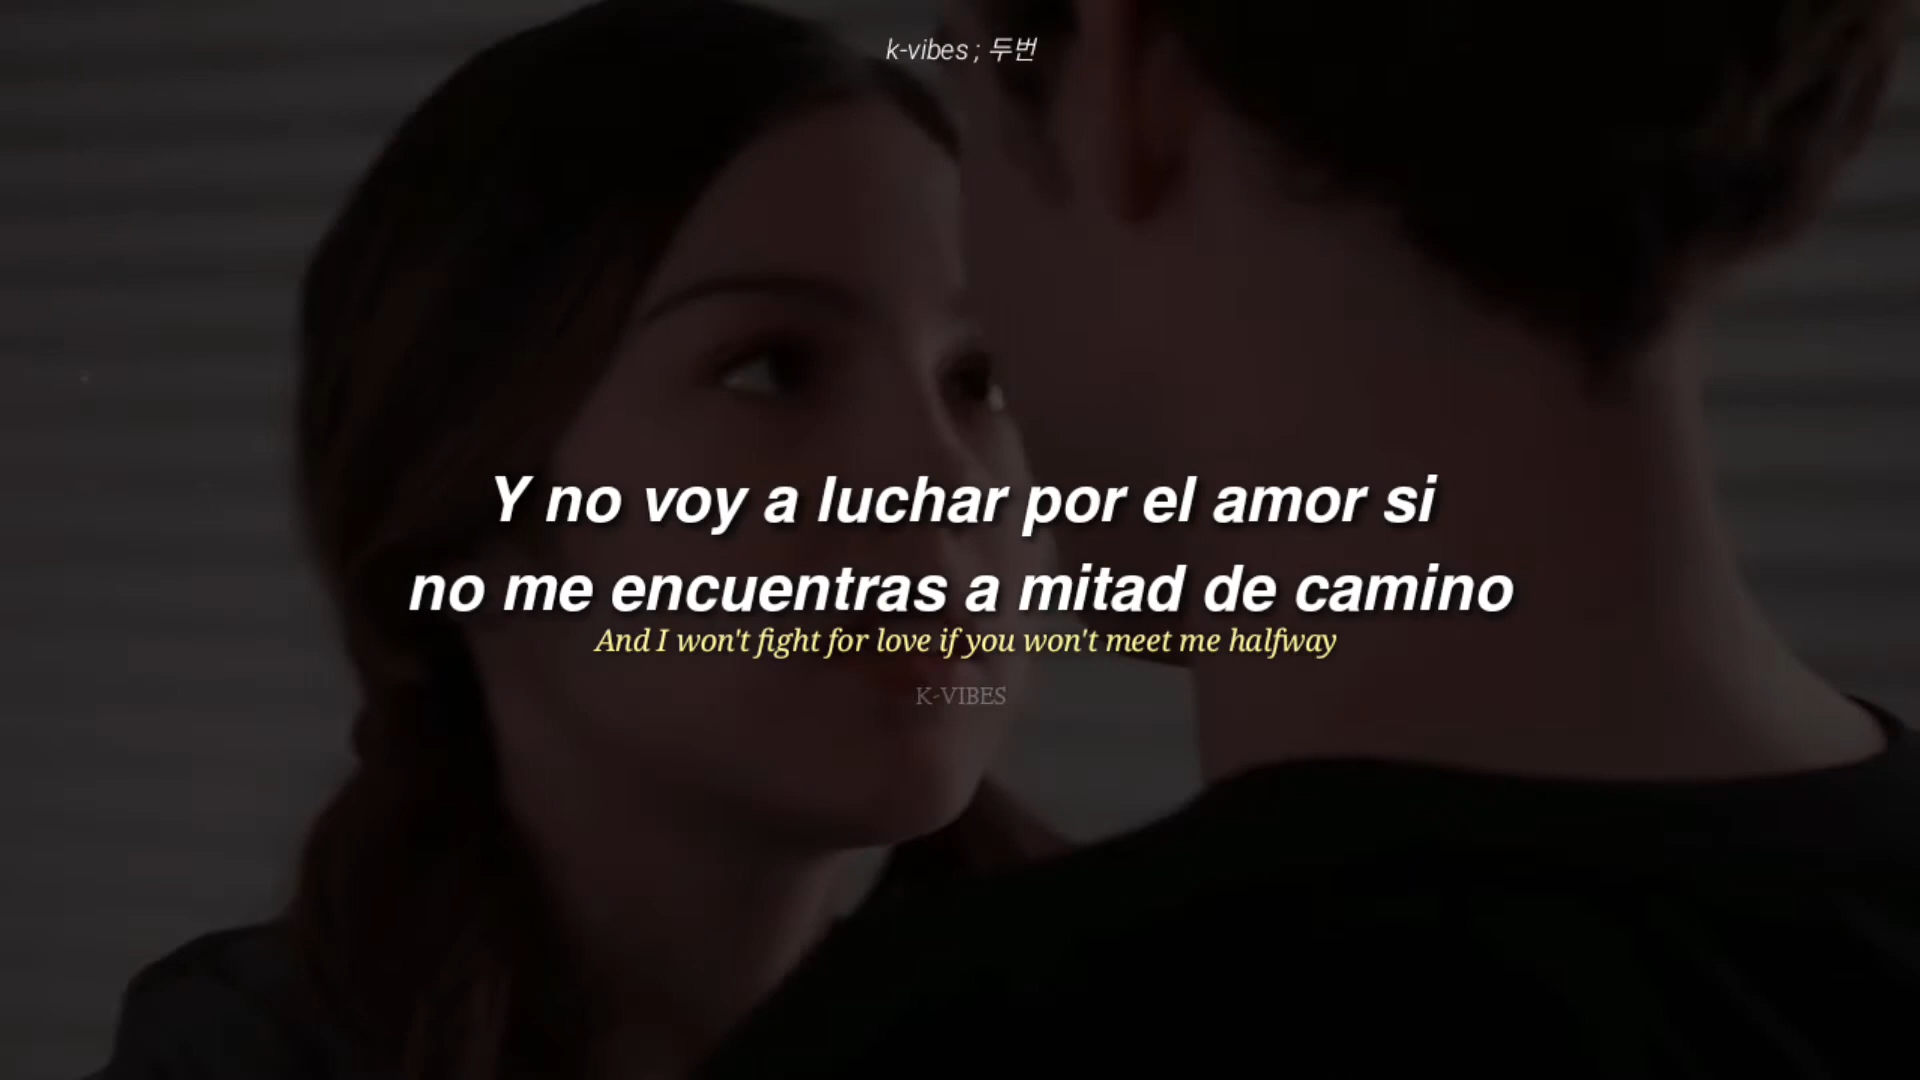 k-vibes ; 두번
Y no voy a luchar por el amor si
no me encuentras a mitad de camino
And I won't fight for love if you won't meet me halfway
K-VIBES